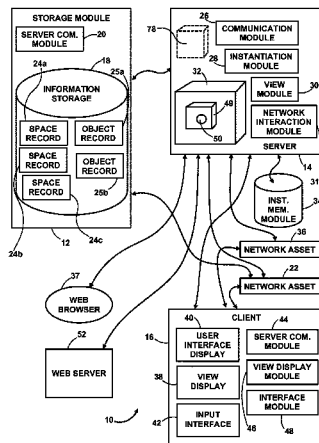 STORAGE MODULE
SERVER COM.
MODULE
20
24a
18
25a
INFORMATION
STORAGE
SPACE
RECORD
OBJECT
RECORD
SPACE
RECORD
OBJECT
RECORD
SPACE
RECORD
25b
24b
24c
12
78
26
COMMUNICATION
MODULE
28
INSTANTIATION
MODULE
32
VIEW
MODULE
30
49
50
NETWORK
INTERACTION
MODULE
SERVER
14
31
INST.
MEM.
MODULE
34
36
NETWORK ASSET
22
NETWORK ASSET
37
WEB
BROWSER
52
WEB SERVER
10
CLIENT
16
40
44
USER
INTERFACE
DISPLAY
SERVER COM.
MODULE
38
VIEW
DISPLAY
VIEW DISPLAY
MODULE
42
INPUT
INTERFACE
46
INTERFACE
MODULE
48